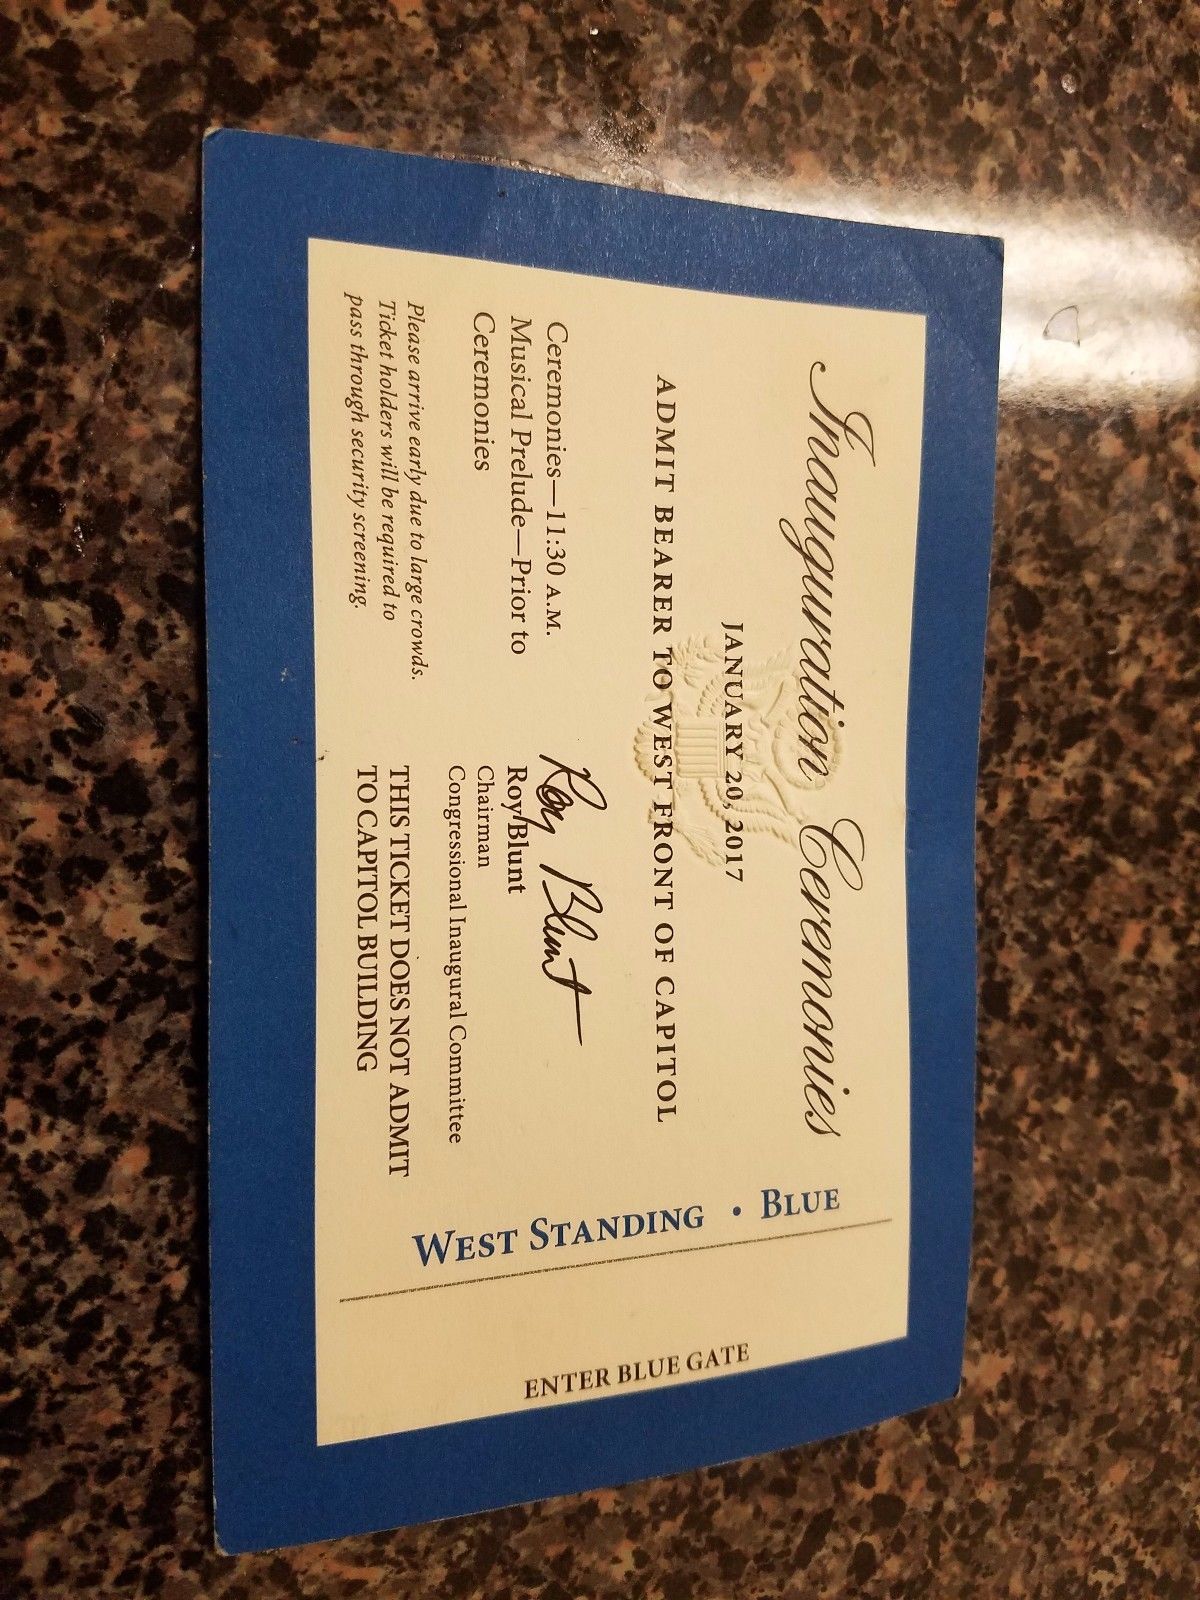 Inauguration Ceremonies
JANUARY 20, 2017
ADMIT BEARER TO WEST FRONT OF CAPITOL
Ceremonies—11:30 A.M.
Musical Prelude—Prior to
Ceremonies
Please arrive early due to large crowds.
Ticket holders will be required to
pass through security screening.
Roy Blunt
Roy Blunt
Chairman
Congressional Inaugural Committee
THIS TICKET DOES NOT ADMIT
TO CAPITOL BUILDING
WEST STANDING • BLUE
ENTER BLUE GATE